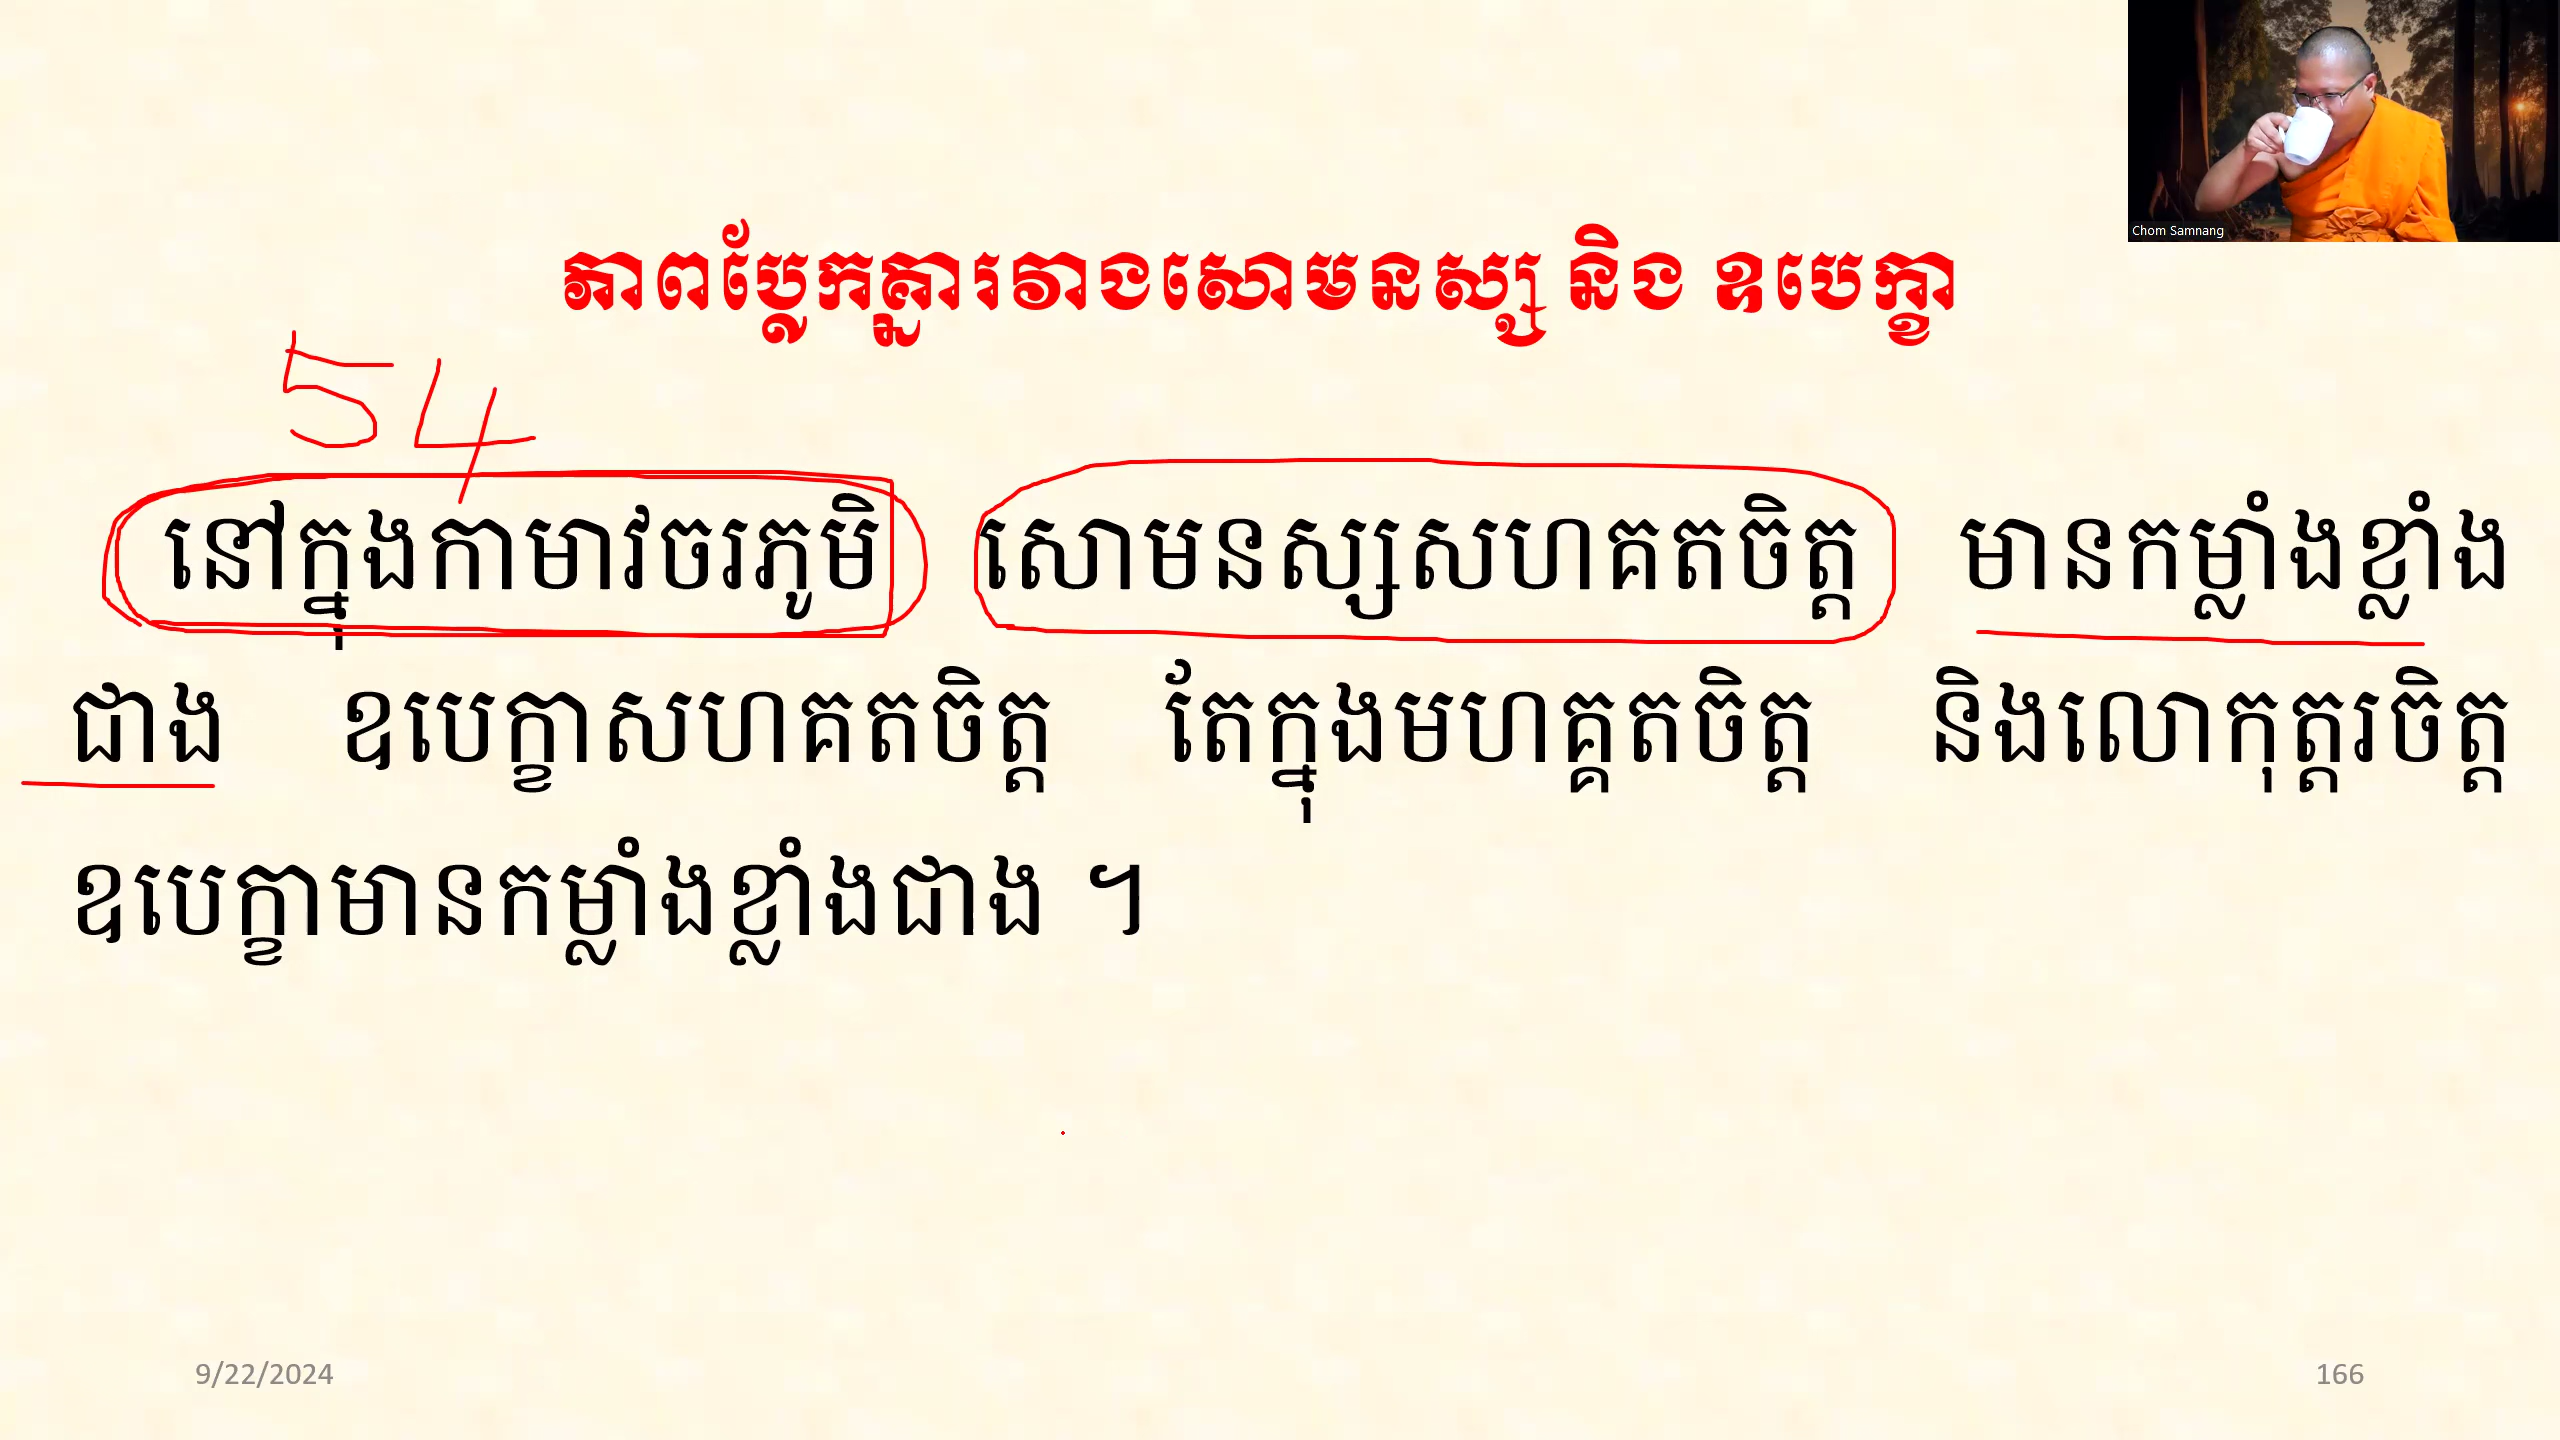 Chom Samnang
ភាពប្លែកគ្នារវាងសោមនស្ស និង ឧបេក្ខា
54
នៅក្នុងកាមាវចរភូមិ សោមនស្សសហគតចិត្ត មានកម្លាំងខ្លាំង
ជាង ឧបេក្ខាសហគតចិត្ត តែក្នុងមហគ្គតចិត្ត និងលោកុត្តរចិត្ត
ឧបេក្ខាមានកម្លាំងខ្លាំងជាង ។
9/22/2024
166